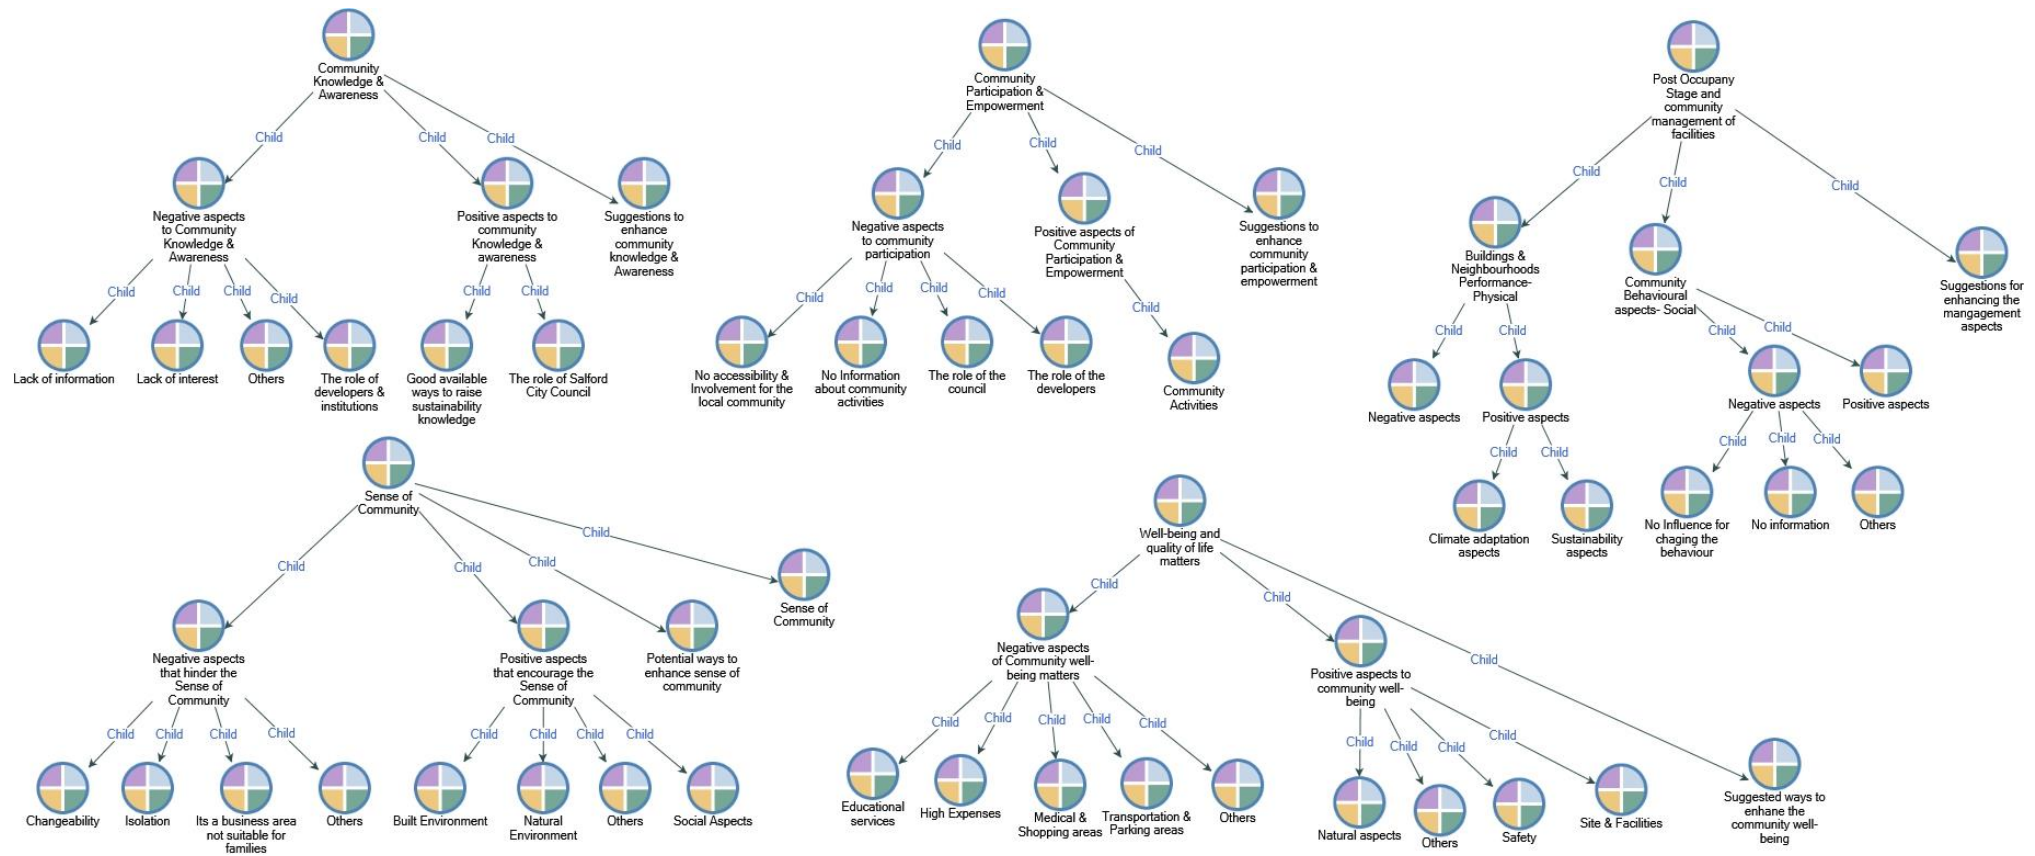 Community
Knowledge &
Awareness
Child
Child
Child
Negative aspects
to Community
Knowledge &
Awareness
Positive aspects to
community
Knowledge &
awareness
Suggestions to
enhance
community
knowledge &
Awareness
Child
Child
Child
Child
Child
Child
Lack of information
Lack of interest
Others
The role of
developers &
institutions
Good available
ways to raise
sustainability
knowledge
The role of Salford
City Council
Community
Participation &
Empowerment
Child
Child
Child
Negative aspects
to community
participation
Positive aspects of
Community
Participation &
Empowerment
Suggestions to
enhance
community
participation &
empowerment
Child
Child
Child
Child
Child
No accessibility &
Involvement for the
local community
No Information
about community
activities
The role of the
council
The role of the
developers
Community
Activities
Post Occupany
Stage and
community
management of
facilities
Child
Child
Child
Buildings &
Neighbourhoods
Performance-
Physical
Community
Behavioural
aspects- Social
Suggestions for
enhancing the
mangagement
aspects
Child
Child
Child
Child
Negative aspects
Positive aspects
Negative aspects
Positive aspects
Child
Child
Child
Child
Child
Climate adaptation
aspects
Sustainability
aspects
No Influence for
chaging the
behaviour
No information
Others
Sense of
Community
Child
Child
Child
Child
Negative aspects
that hinder the
Sense of
Community
Positive aspects
that encourage the
Sense of
Community
Potential ways to
enhance sense of
community
Sense of
Community
Child
Child
Child
Child
Child
Child
Child
Child
Changeability
Isolation
Its a business area
not suitable for
families
Others
Built Environment
Natural
Environment
Others
Social Aspects
Well-being and
quality of life
matters
Child
Child
Child
Negative aspects
of Community well-
being matters
Positive aspects to
community well-
being
Child
Child
Child
Child
Child
Child
Child
Child
Child
Educational
services
High Expenses
Medical &
Shopping areas
Transportation &
Parking areas
Others
Natural aspects
Others
Safety
Site & Facilities
Suggested ways to
enhane the
community well-
being